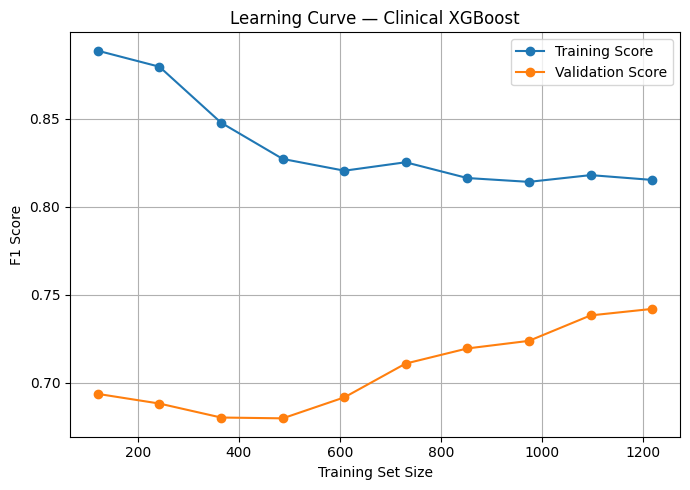 Learning Curve — Clinical XGBoost
Training Score
Validation Score
0.85
0.80
0.75
0.70
F1 Score
200 400 600 800 1000 1200
Training Set Size